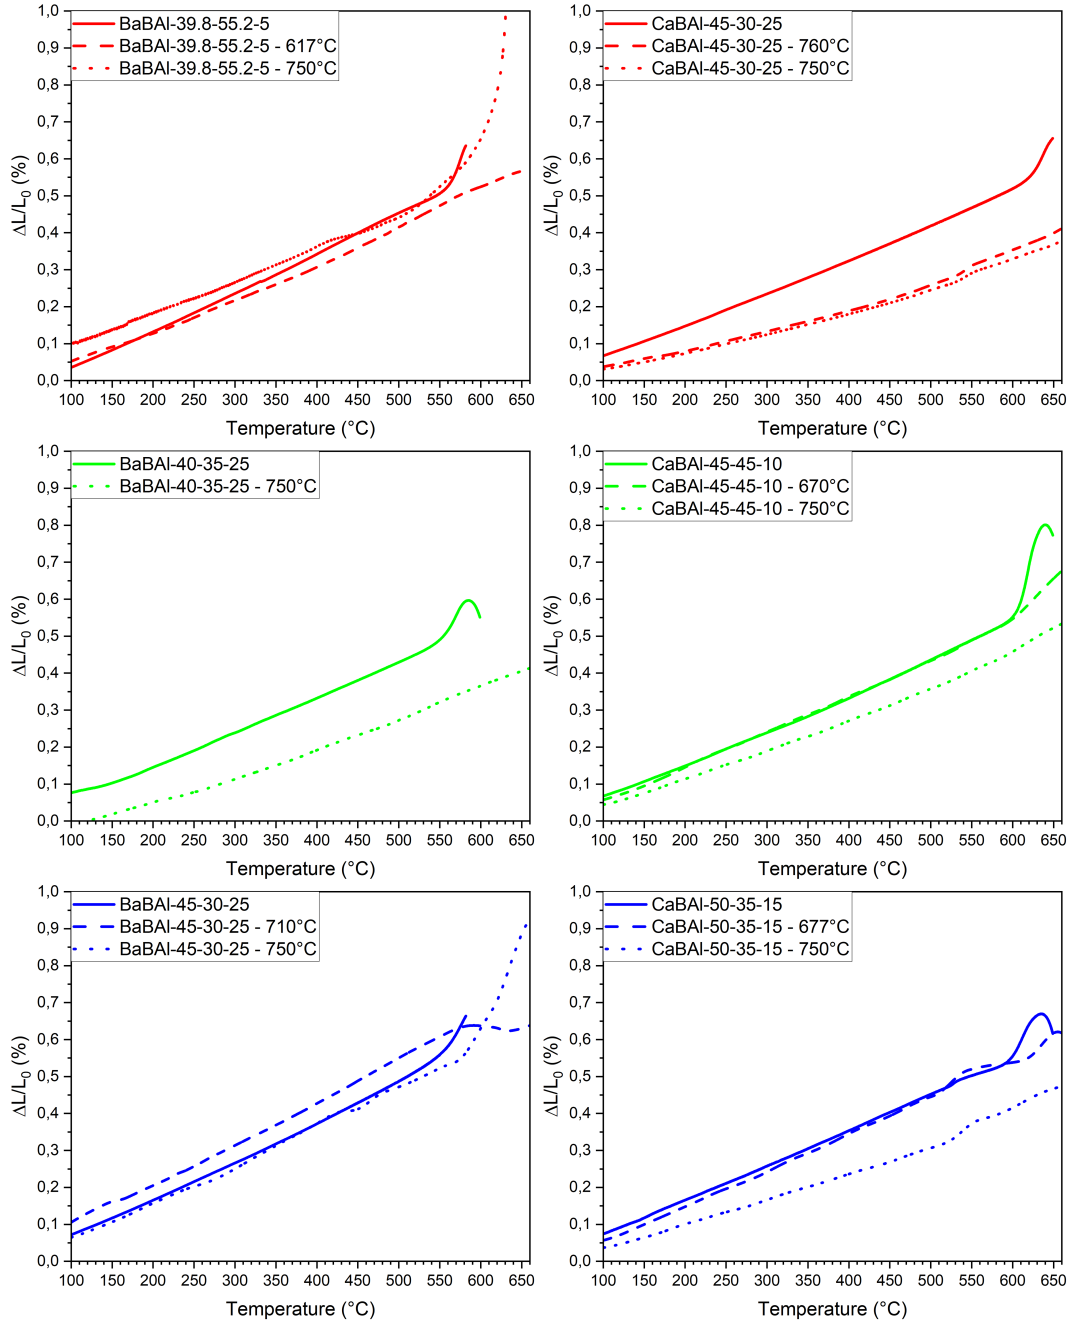 BaBAl-39.8-55.2-5
BaBAl-39.8-55.2-5 - 617°C
BaBAl-39.8-55.2-5 - 750°C
1,0
0,9
0,8
0,7
0,6
0,5
0,4
0,3
0,2
0,1
0,0
ΔL/L0 (%)
100 150 200 250 300 350 400 450 500 550 600 650
Temperature (°C)
CaBAl-45-30-25
CaBAl-45-30-25 - 760°C
CaBAl-45-30-25 - 750°C
1,0
0,9
0,8
0,7
0,6
0,5
0,4
0,3
0,2
0,1
0,0
ΔL/L0 (%)
100 150 200 250 300 350 400 450 500 550 600 650
Temperature (°C)
BaBAl-40-35-25
BaBAl-40-35-25 - 750°C
1,0
0,9
0,8
0,7
0,6
0,5
0,4
0,3
0,2
0,1
0,0
ΔL/L0 (%)
100 150 200 250 300 350 400 450 500 550 600 650
Temperature (°C)
CaBAl-45-45-10
CaBAl-45-45-10 - 670°C
CaBAl-45-45-10 - 750°C
1,0
0,9
0,8
0,7
0,6
0,5
0,4
0,3
0,2
0,1
0,0
ΔL/L0 (%)
100 150 200 250 300 350 400 450 500 550 600 650
Temperature (°C)
BaBAl-45-30-25
BaBAl-45-30-25 - 710°C
BaBAl-45-30-25 - 750°C
1,0
0,9
0,8
0,7
0,6
0,5
0,4
0,3
0,2
0,1
0,0
ΔL/L0 (%)
100 150 200 250 300 350 400 450 500 550 600 650
Temperature (°C)
CaBAl-50-35-15
CaBAl-50-35-15 - 677°C
CaBAl-50-35-15 - 750°C
1,0
0,9
0,8
0,7
0,6
0,5
0,4
0,3
0,2
0,1
0,0
ΔL/L0 (%)
100 150 200 250 300 350 400 450 500 550 600 650
Temperature (°C)